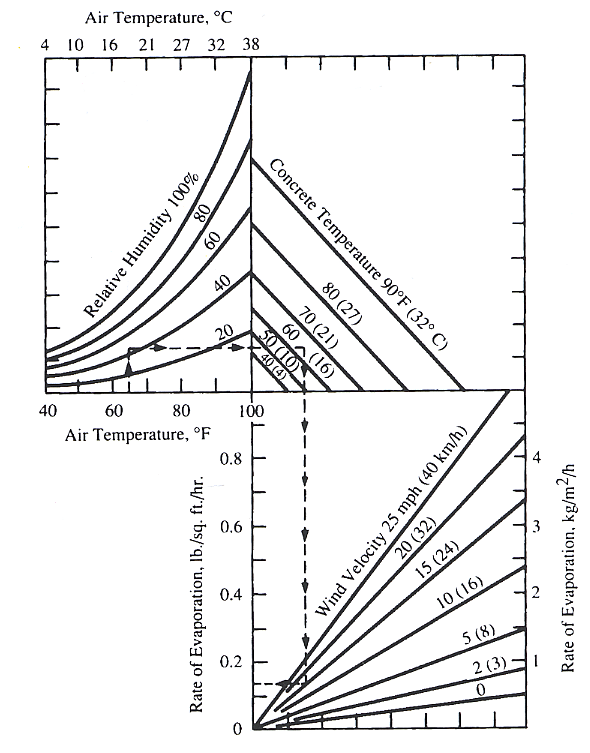 Air Temperature, °C
4 10 16 21 27 32 38
Relative Humidity 100%
80
60
40
20
Concrete Temperature 90°F (32°C)
80 (27)
70 (21)
60 (16)
50 (10)
40 (4)
40 60 80 100
Air Temperature, °F
Rate of Evaporation, lb./sq. ft./hr.
0.8
0.6
0.4
0.2
0
Wind Velocity 25 mph (40 km/h)
20 (32)
15 (24)
10 (16)
5 (8)
2 (3)
0
4
3
2
1
Rate of Evaporation, kg/m²/h